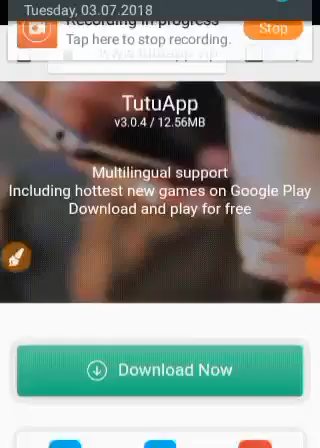 Tuesday, 03.07.2018
Recording in progress
Tap here to stop recording.
Stop
TutuApp
v3.0.4 / 12.56MB
Multilingual support
Including hottest new games on Google Play
Download and play for free
Download Now